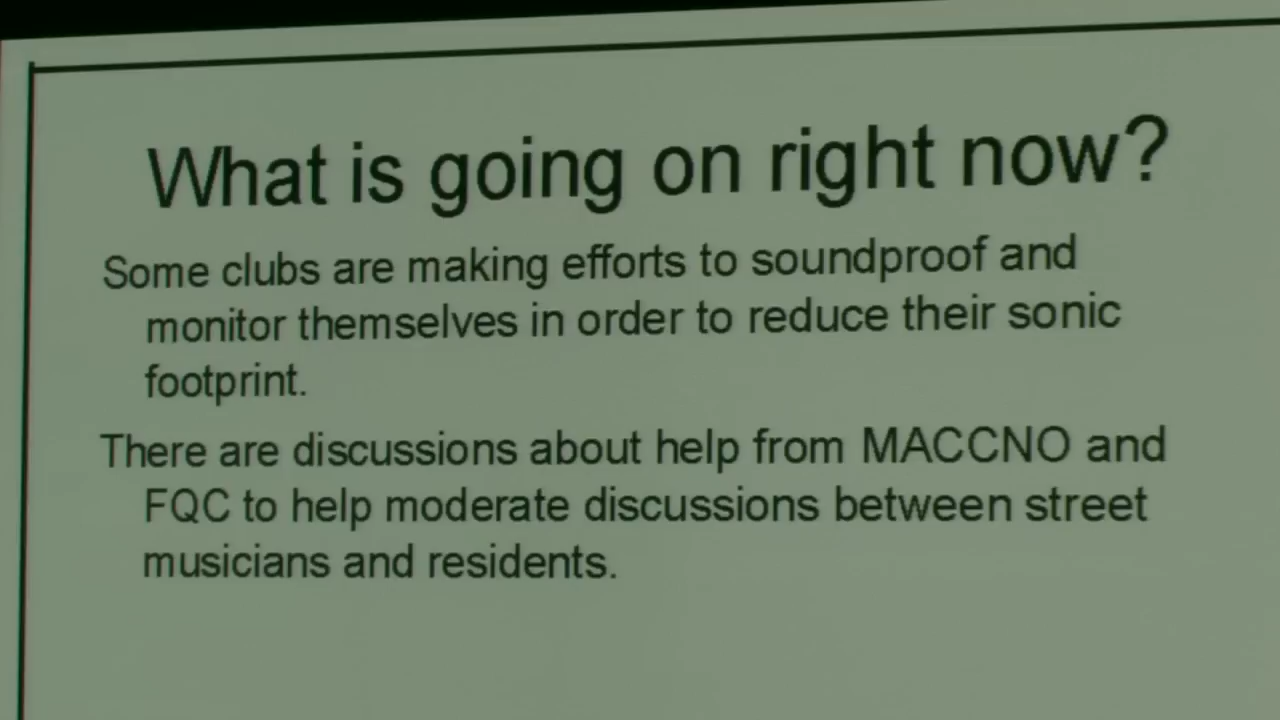 What is going on right now?
Some clubs are making efforts to soundproof and
monitor themselves in order to reduce their sonic
footprint.
There are discussions about help from MACCNO and
FQC to help moderate discussions between street
musicians and residents.